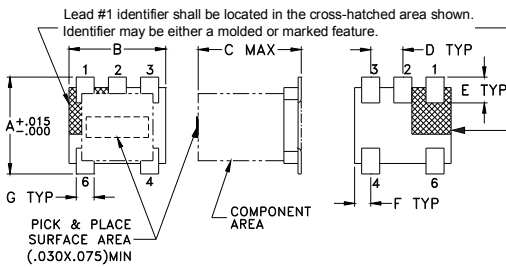 Lead #1 identifier shall be located in the cross-hatched area shown.
Identifier may be either a molded or marked feature.
B
C MAX
D TYP
1 2 3
3 2 1
E TYP
A +.015
-.000
6 4
4 6
G TYP
F TYP
PICK & PLACE
SURFACE AREA
(.030X.075)MIN
COMPONENT
AREA